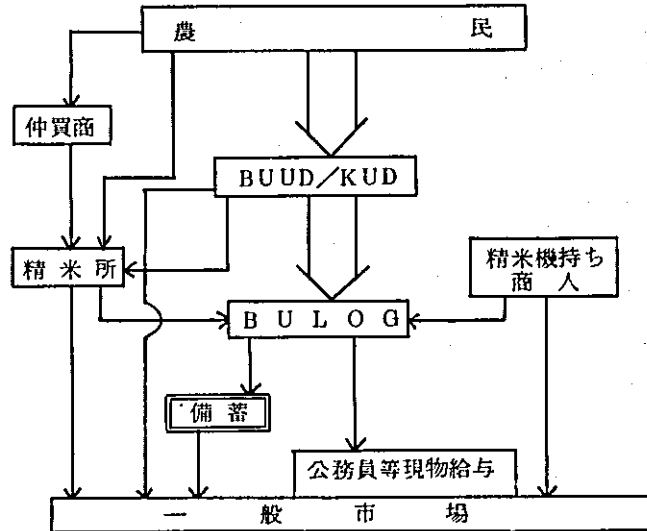 農民
仲買商
BUUD/KUD
精米所
精米機持ち
商人
BULOG
備蓄
公務員等現物給与
一般市場